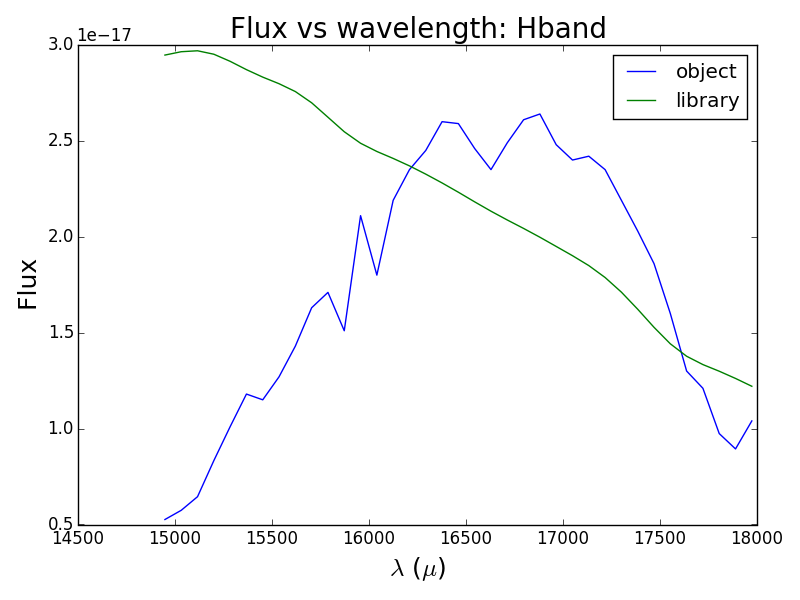 Flux vs wavelength: Hband
1e−17
3.0
2.5
2.0
1.5
1.0
0.5
Flux
object
library
14500 15000 15500 16000 16500 17000 17500 18000
λ (μ)